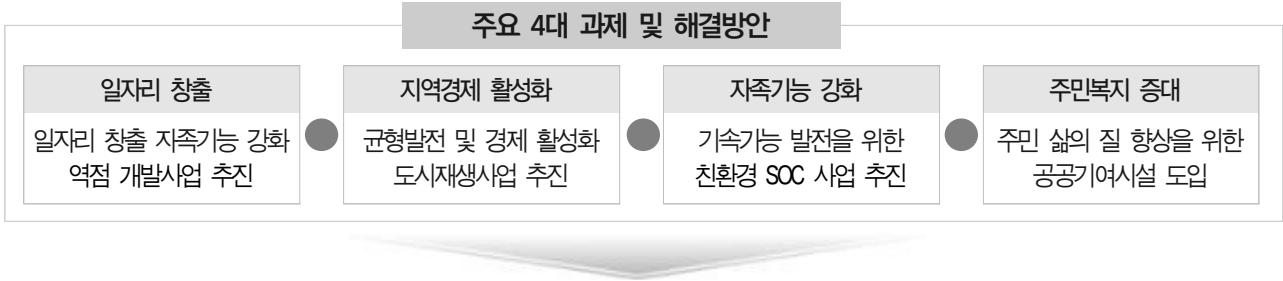 주요 4대 과제 및 해결방안
일자리 창출
일자리 창출 자족기능 강화
역점 개발사업 추진
지역경제 활성화
균형발전 및 경제 활성화
도시재생사업 추진
자족기능 강화
기속기능 발전을 위한
친환경 SOC 사업 추진
주민복지 증대
주민 삶의 질 향상을 위한
공공기여시설 도입